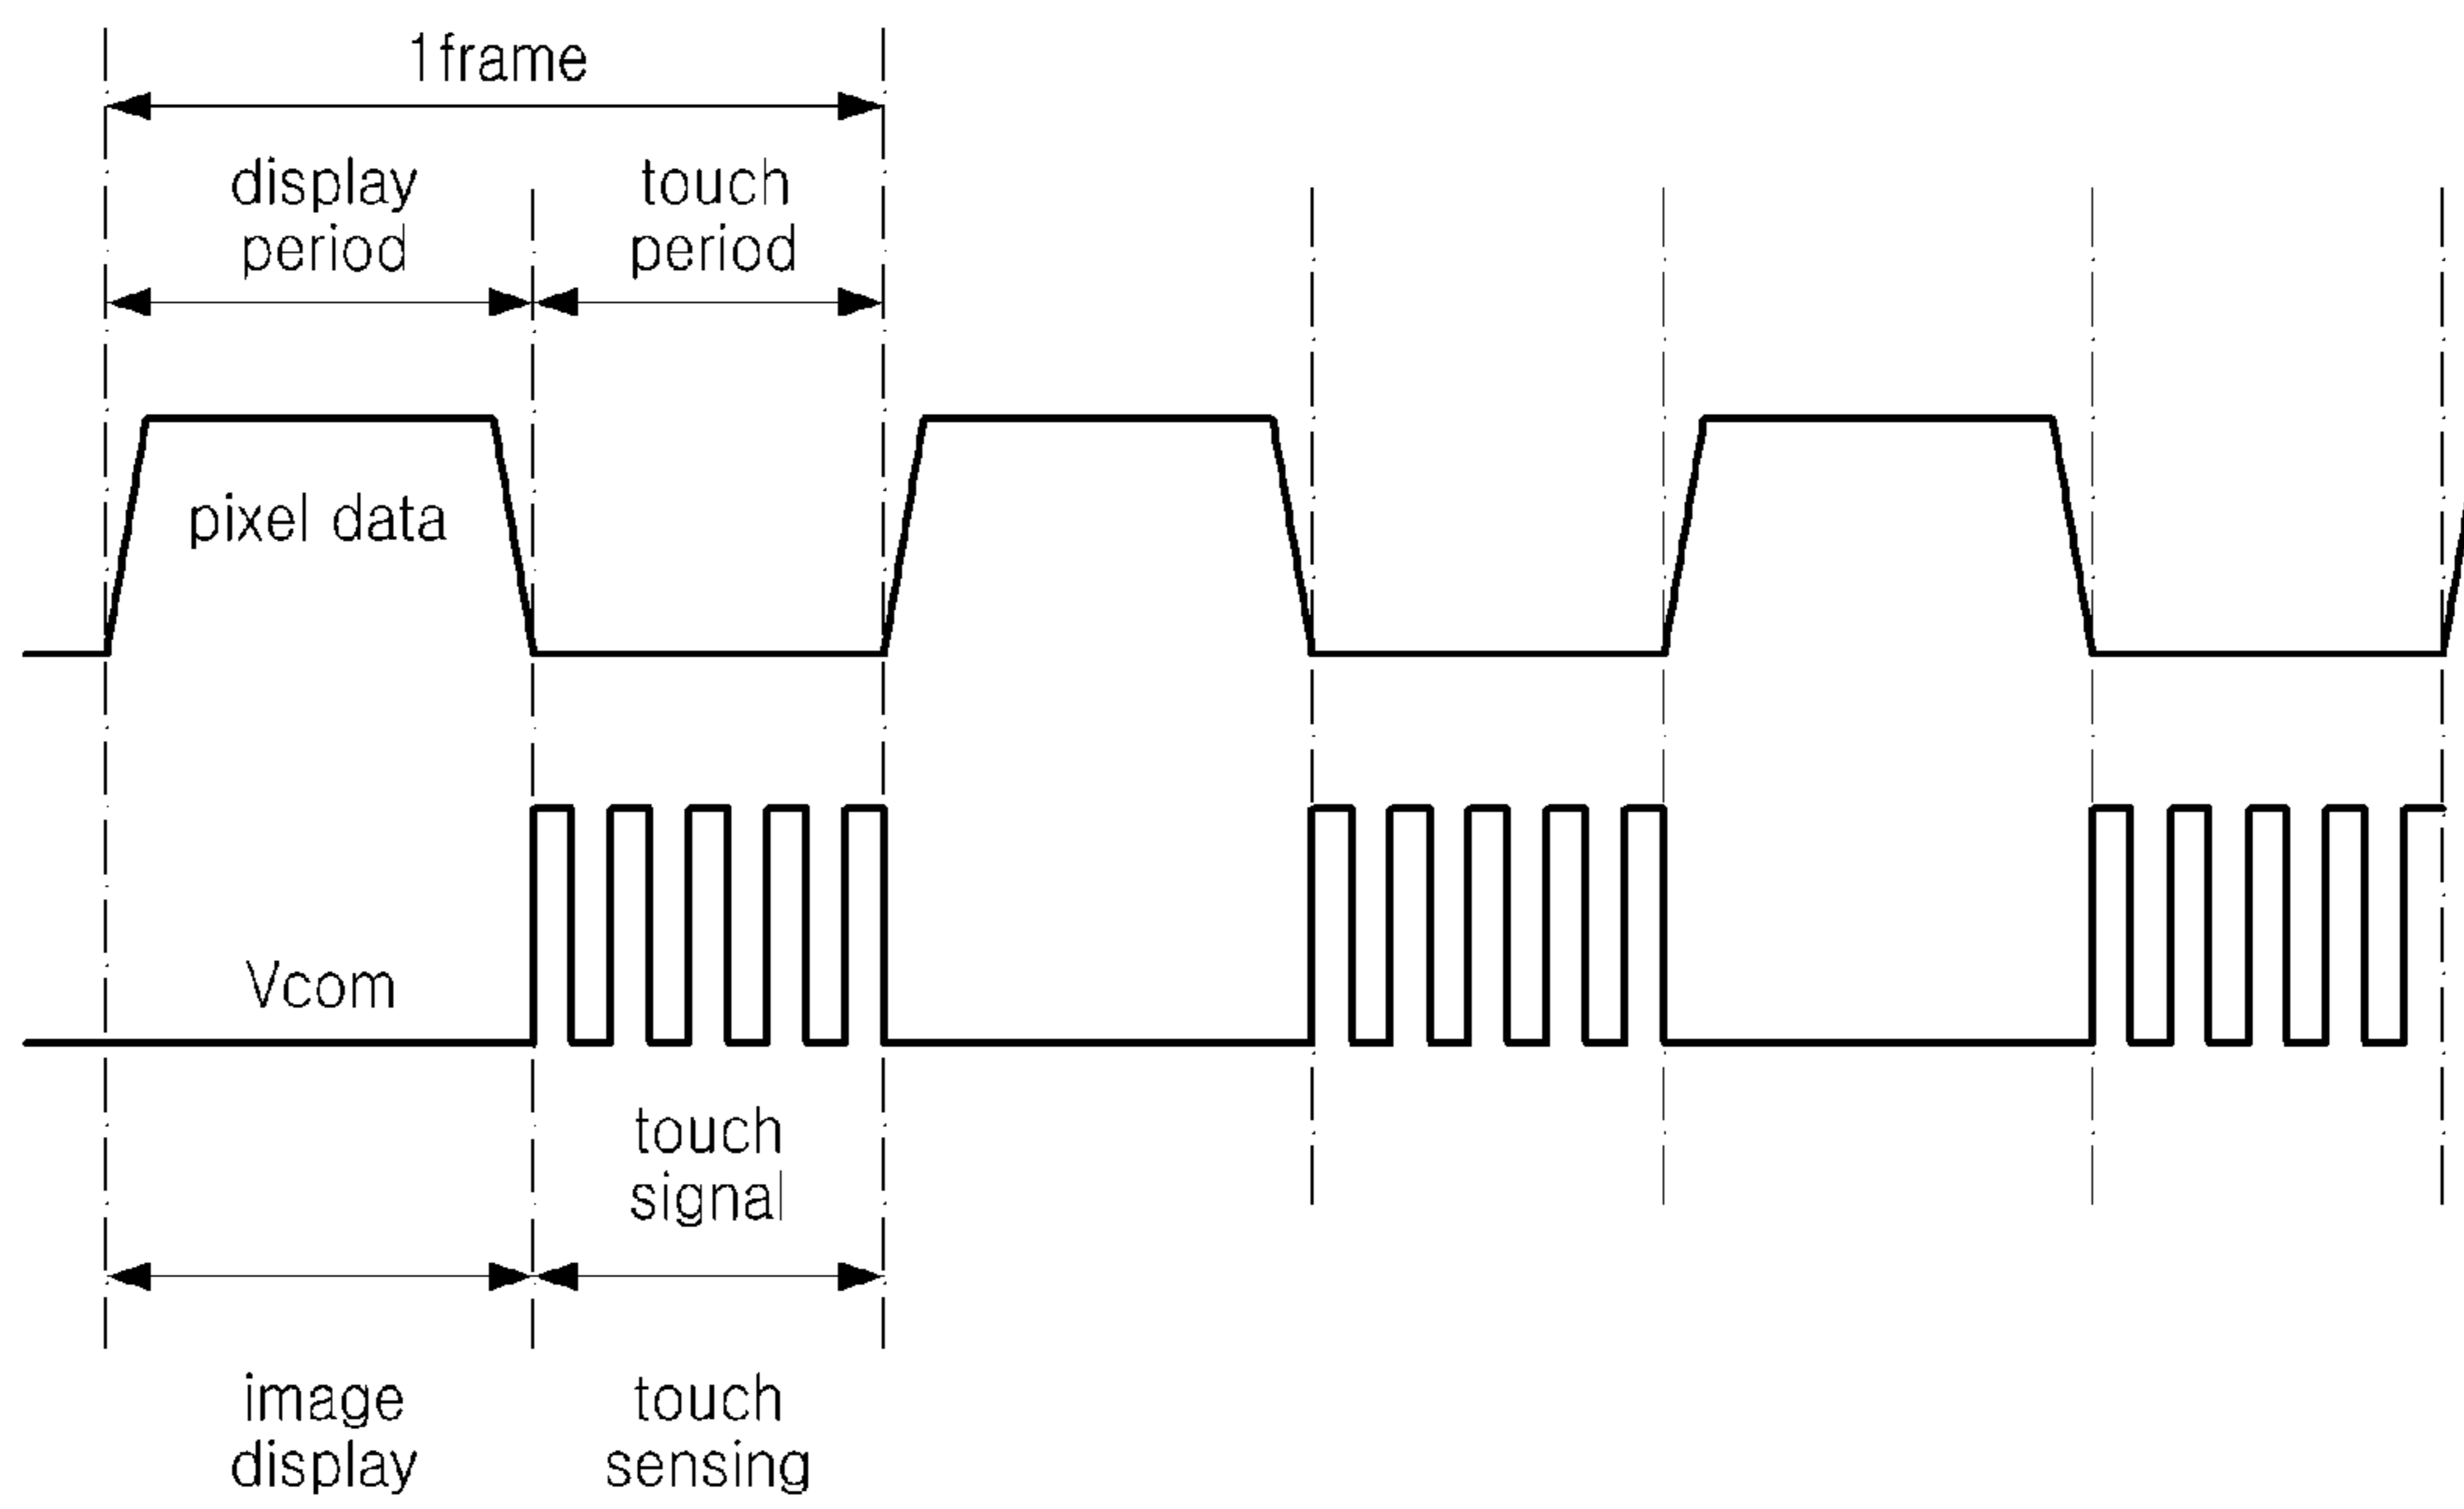 1frame
display
period
touch
period
pixel data
Vcom
touch
signal
image
display
touch
sensing